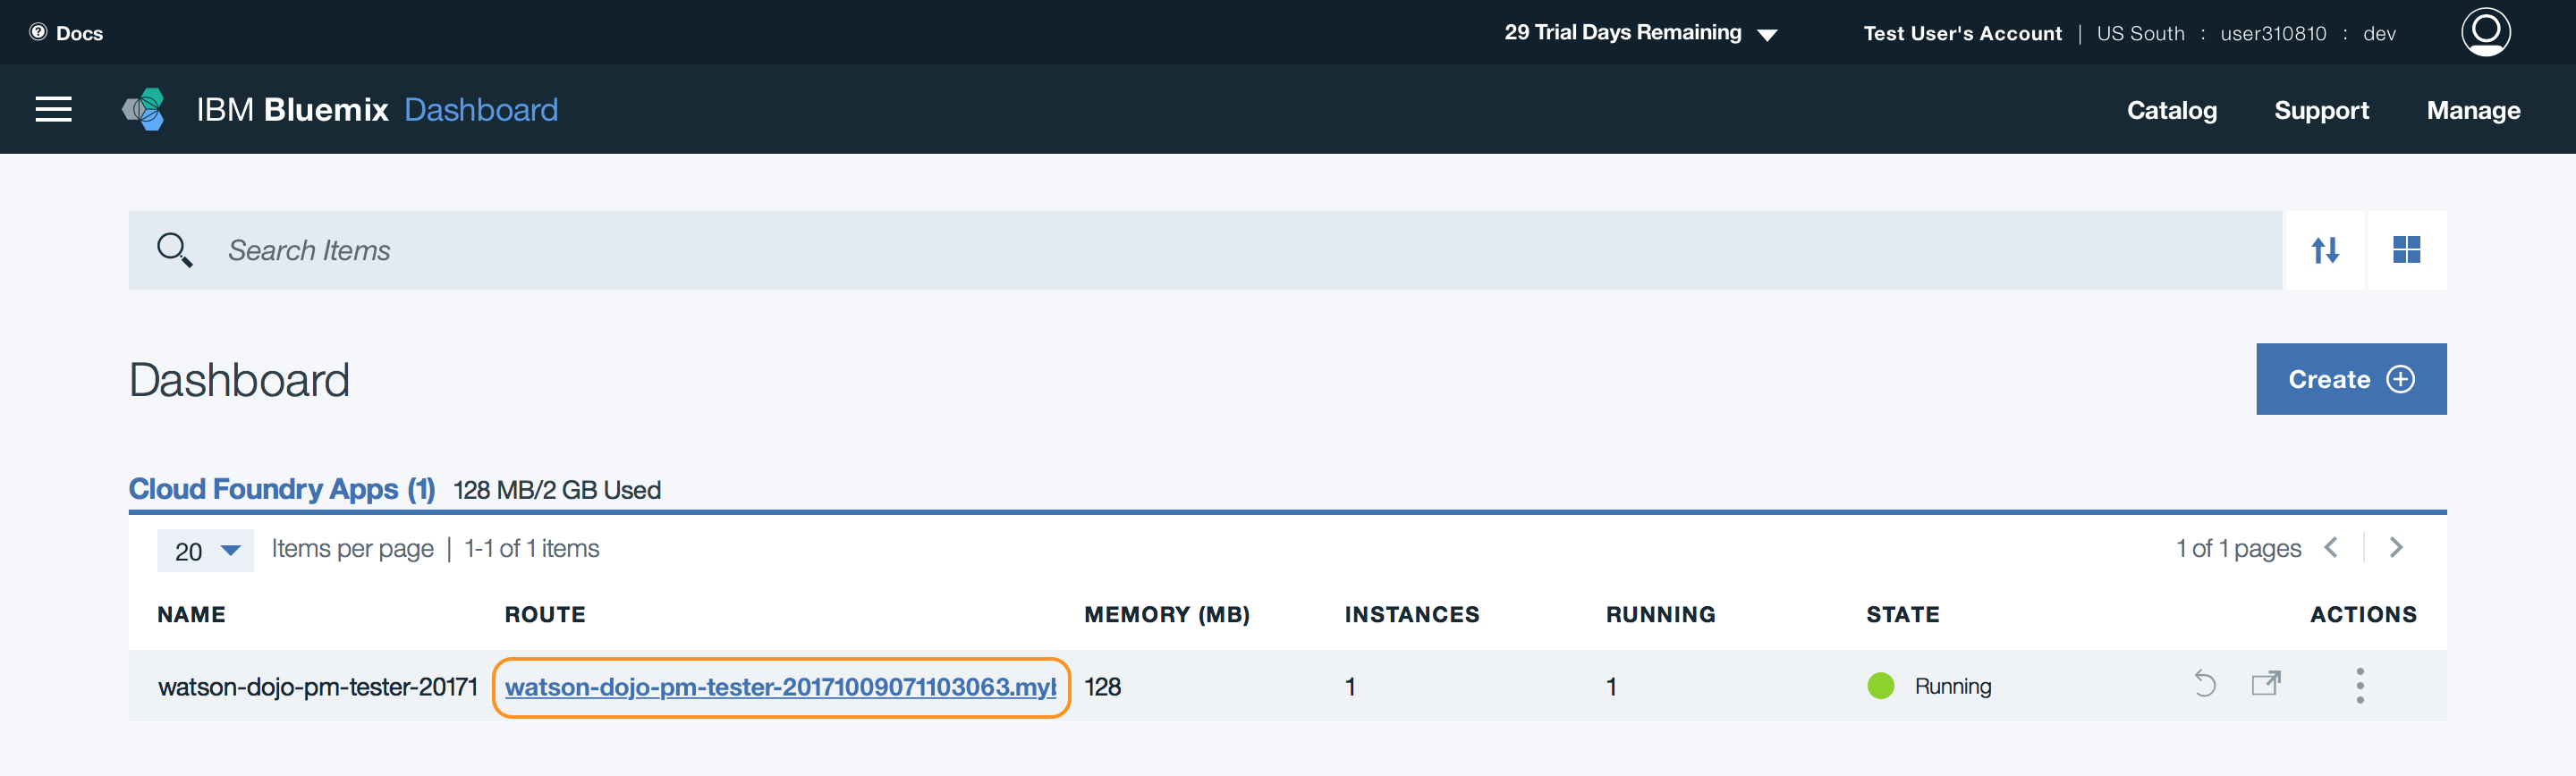 Docs
29 Trial Days Remaining
Test User's Account | US South : user310810 : dev
IBM Bluemix Dashboard
Catalog Support Manage
Search Items
Dashboard
Create
Cloud Foundry Apps (1) 128 MB/2 GB Used
20 Items per page | 1-1 of 1 items
1 of 1 pages
NAME ROUTE MEMORY (MB) INSTANCES RUNNING STATE ACTIONS
watson-dojo-pm-tester-20171 watson-dojo-pm-tester-20171009071103063.myb 128 1 1 Running